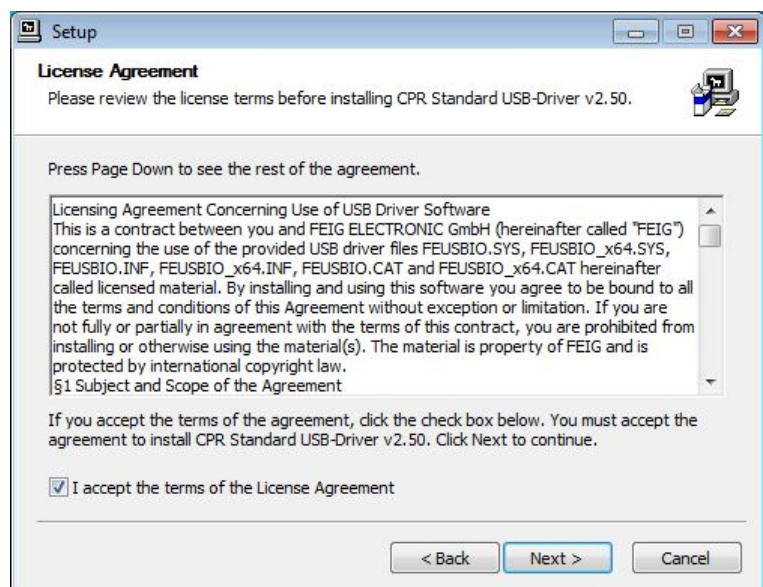 Setup
License Agreement
Please review the license terms before installing CPR Standard USB-Driver v2.50.
Press Page Down to see the rest of the agreement.
Licensing Agreement Concerning Use of USB Driver Software
This is a contract between you and FEIG ELECTRONIC GmbH (hereinafter called "FEIG")
concerning the use of the provided USB driver files FEUSBIO.SYS, FEUSBIO_x64.SYS,
FEUSBIO.INF, FEUSBIO_x64.INF, FEUSBIO.CAT and FEUSBIO_x64.CAT hereinafter
called licensed material. By installing and using this software you agree to be bound to all
the terms and conditions of this Agreement without exception or limitation. If you are
not fully or partially in agreement with the terms of this contract, you are prohibited from
installing or otherwise using the material(s). The material is property of FEIG and is
protected by international copyright law.
§1 Subject and Scope of the Agreement
If you accept the terms of the agreement, click the check box below. You must accept the
agreement to install CPR Standard USB-Driver v2.50. Click Next to continue.
I accept the terms of the License Agreement
< Back Next > Cancel